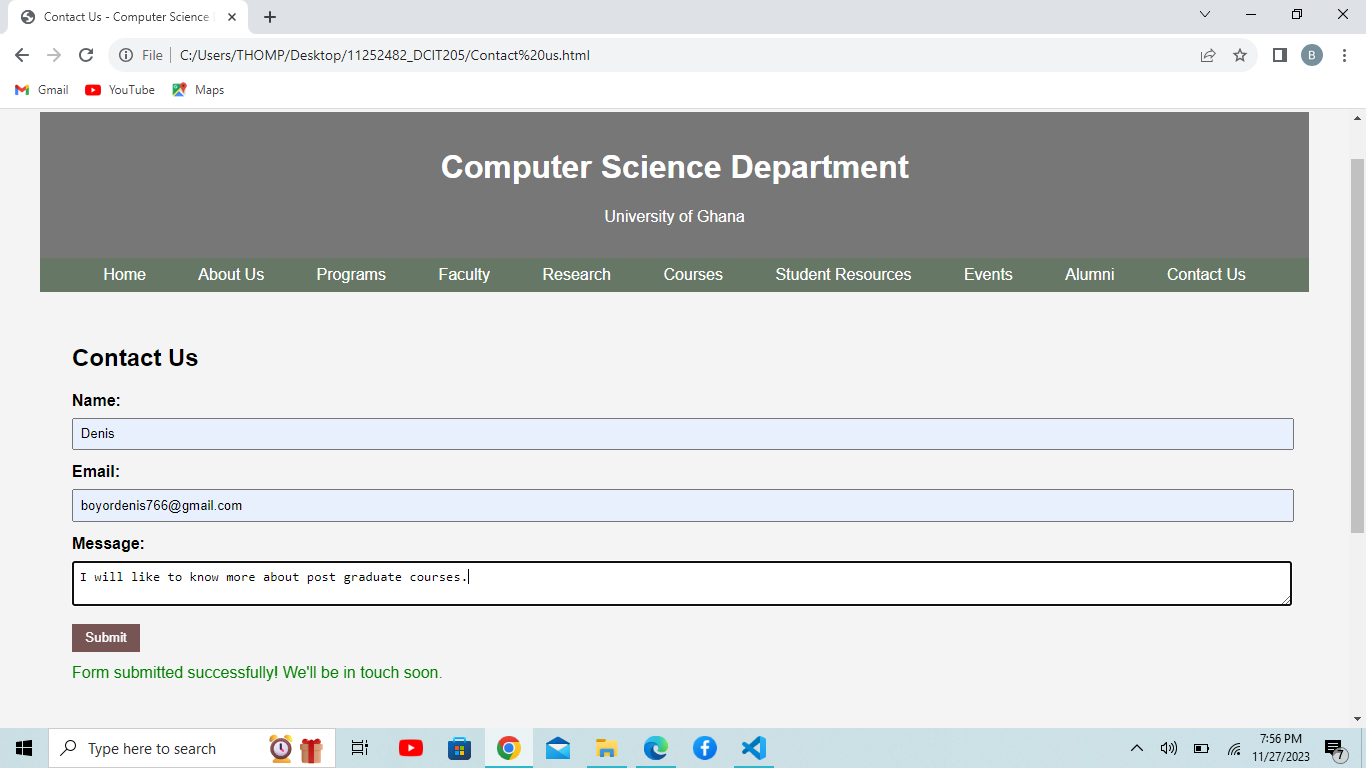 Contact Us - Computer Science
File C:/Users/THOMP/Desktop/11252482_DCIT205/Contact%20us.html
B
Gmail YouTube Maps
Computer Science Department
University of Ghana
Home About Us Programs Faculty Research Courses Student Resources Events Alumni Contact Us
Contact Us
Name:
Denis
Email:
boyordenis766@gmail.com
Message:
I will like to know more about post graduate courses.
Submit
Form submitted successfully! We'll be in touch soon.
Type here to search
7:56 PM
11/27/2023
7